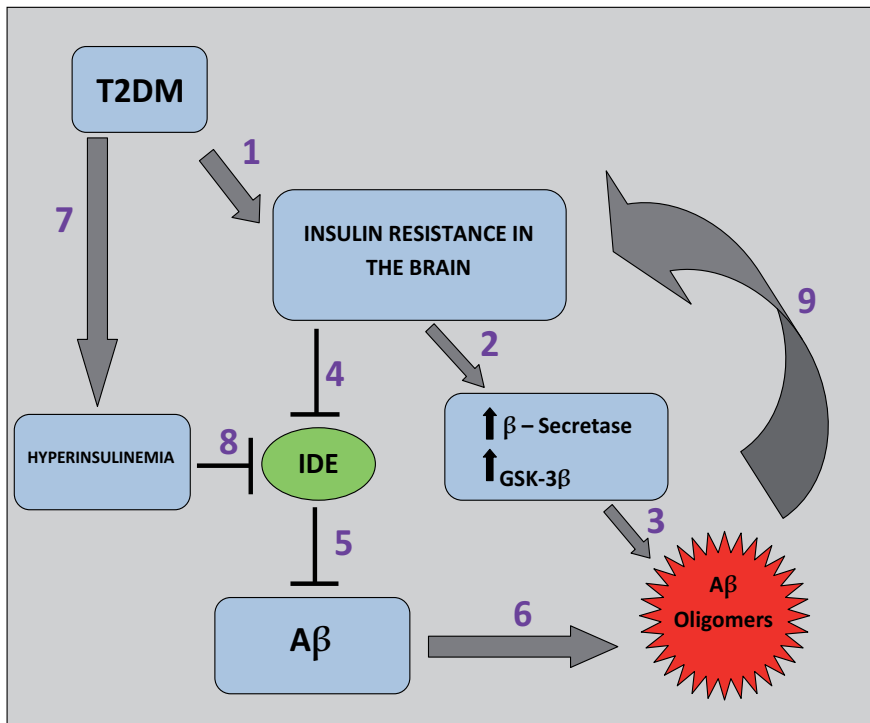 T2DM
1
7
INSULIN RESISTANCE IN
THE BRAIN
9
2
4
β – Secretase
GSK-3β
HYPERINSULINEMIA
8
IDE
3
5
Aβ
Oligomers
Aβ
6